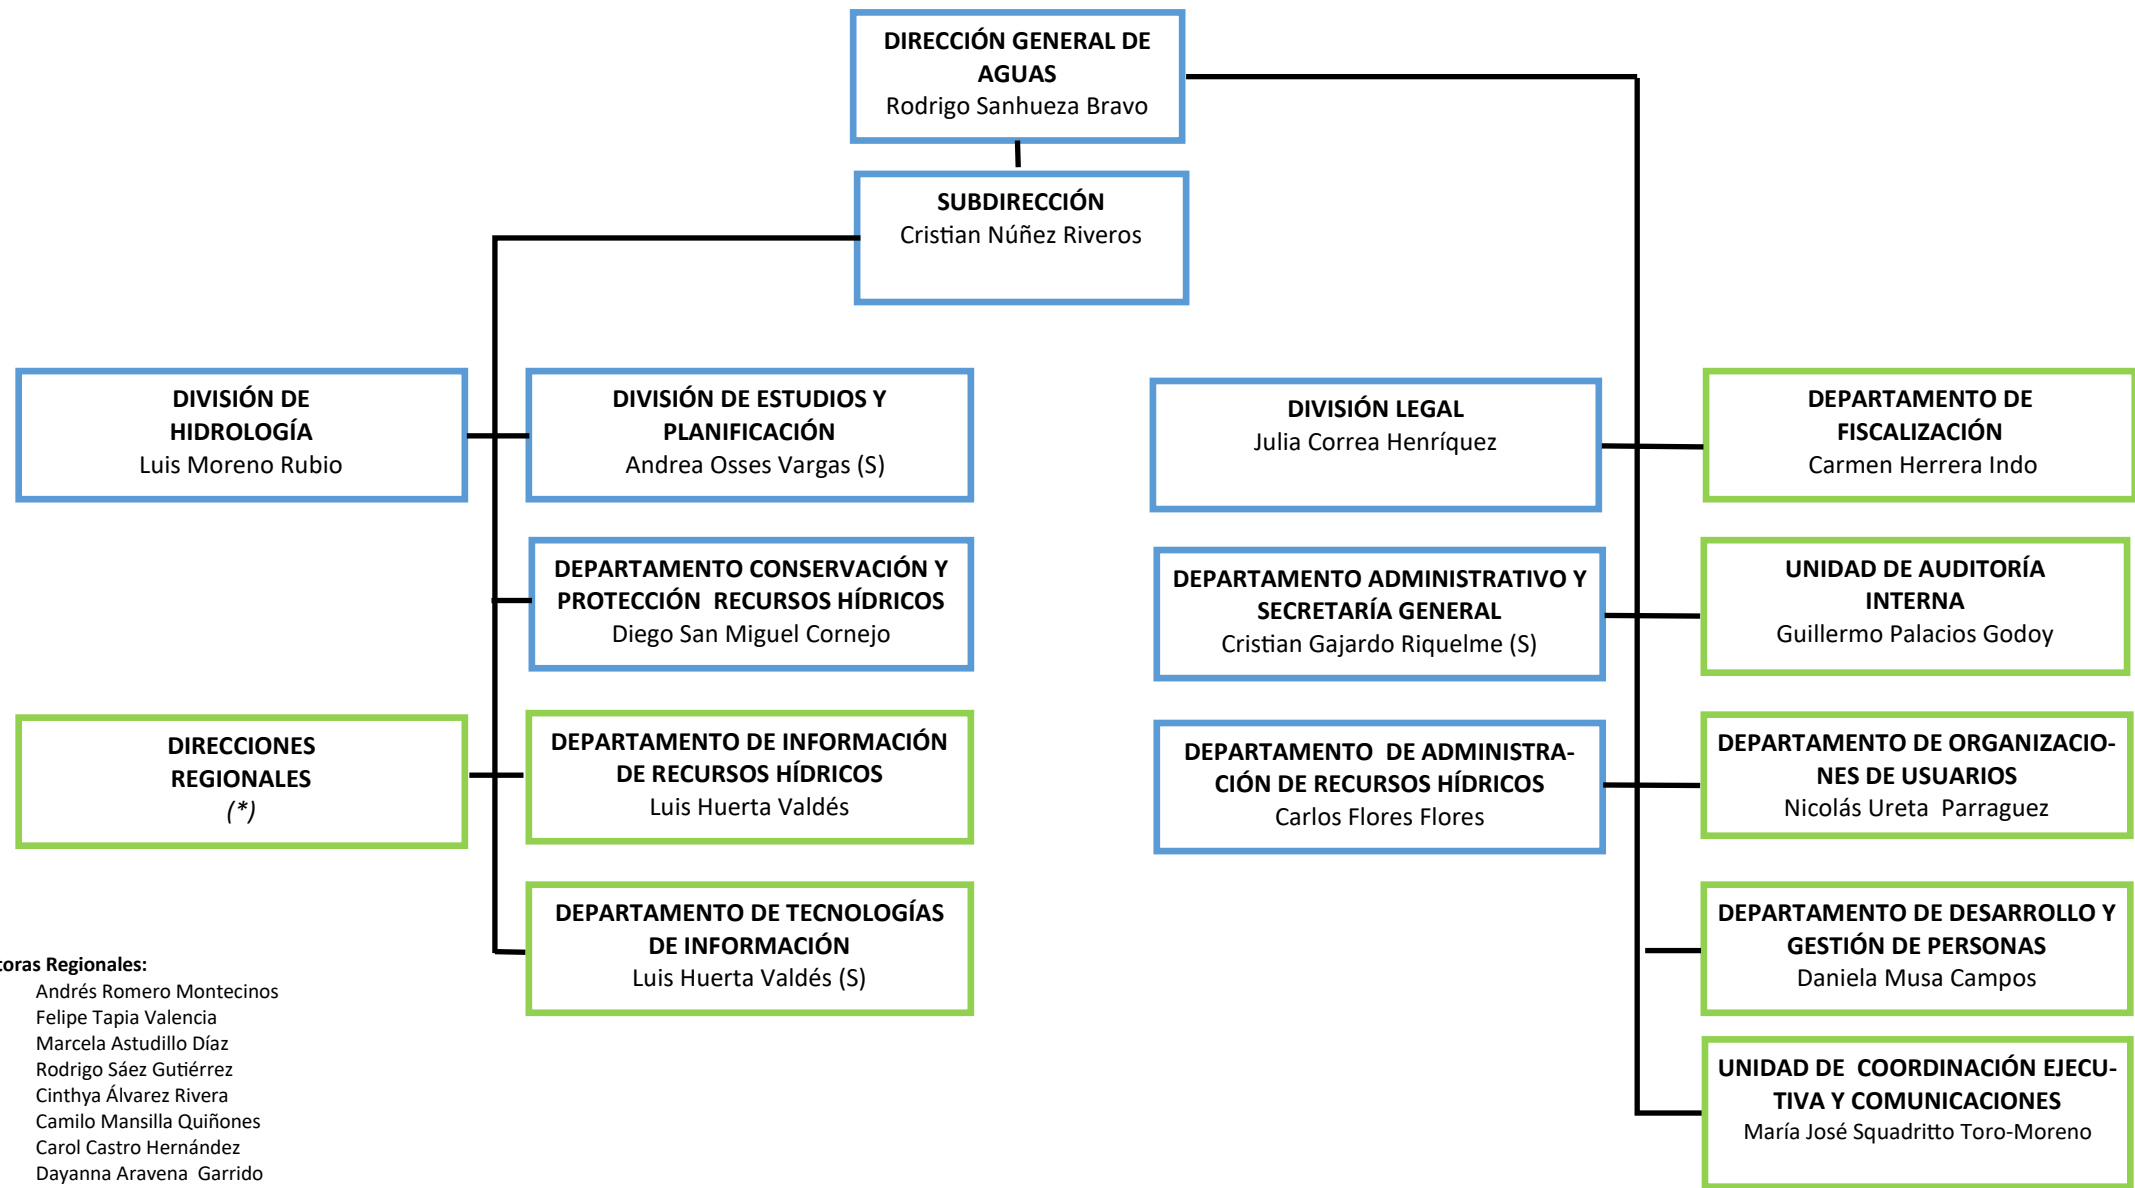 DIRECCIÓN GENERAL DE
AGUAS
Rodrigo Sanhueza Bravo
SUBDIRECCIÓN
Cristian Núñez Riveros
DIVISIÓN DE
HIDROLOGÍA
Luis Moreno Rubio
DIVISIÓN DE ESTUDIOS Y
PLANIFICACIÓN
Andrea Osses Vargas (S)
DEPARTAMENTO CONSERVACIÓN Y
PROTECCIÓN RECURSOS HÍDRICOS
Diego San Miguel Cornejo
DIRECCIONES
REGIONALES
(*)
DEPARTAMENTO DE INFORMACIÓN
DE RECURSOS HÍDRICOS
Luis Huerta Valdés
DEPARTAMENTO DE TECNOLOGÍAS
DE INFORMACIÓN
Luis Huerta Valdés (S)
DIVISIÓN LEGAL
Julia Correa Henríquez
DEPARTAMENTO ADMINISTRATIVO Y
SECRETARÍA GENERAL
Cristian Gajardo Riquelme (S)
DEPARTAMENTO DE ADMINISTRA-
CIÓN DE RECURSOS HÍDRICOS
Carlos Flores Flores
DEPARTAMENTO DE
FISCALIZACIÓN
Carmen Herrera Indo
UNIDAD DE AUDITORÍA
INTERNA
Guillermo Palacios Godoy
DEPARTAMENTO DE ORGANIZACIO-
NES DE USUARIOS
Nicolás Ureta Parraguez
DEPARTAMENTO DE DESARROLLO Y
GESTIÓN DE PERSONAS
Daniela Musa Campos
UNIDAD DE COORDINACIÓN EJECU-
TIVA Y COMUNICACIONES
María José Squadritto Toro-Moreno
toras Regionales:
Andrés Romero Montecinos
Felipe Tapia Valencia
Marcela Astudillo Díaz
Rodrigo Sáez Gutiérrez
Cinthya Álvarez Rivera
Camilo Mansilla Quiñones
Carol Castro Hernández
Dayanna Aravena Garrido